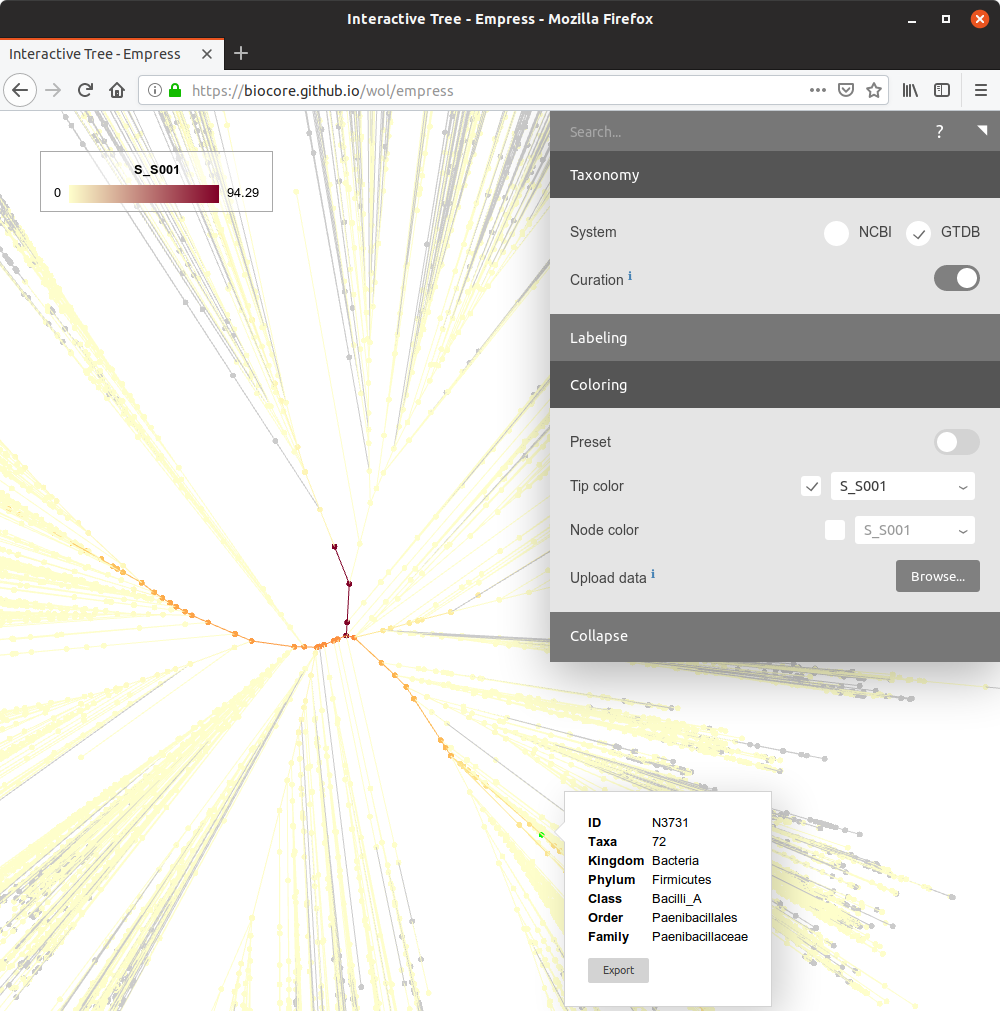 Interactive Tree - Empress - Mozilla Firefox
Interactive Tree - Empress
https://biocore.github.io/wol/empress
Search... ?
S_S001
0 94.29
Taxonomy
System NCBI GTDB
Curation i
Labeling
Coloring
Preset
Tip color S_S001
Node color S_S001
Upload data i Browse...
Collapse
ID N3731
Taxa 72
Kingdom Bacteria
Phylum Firmicutes
Class Bacilli_A
Order Paenibacillales
Family Paenibacillaceae
Export